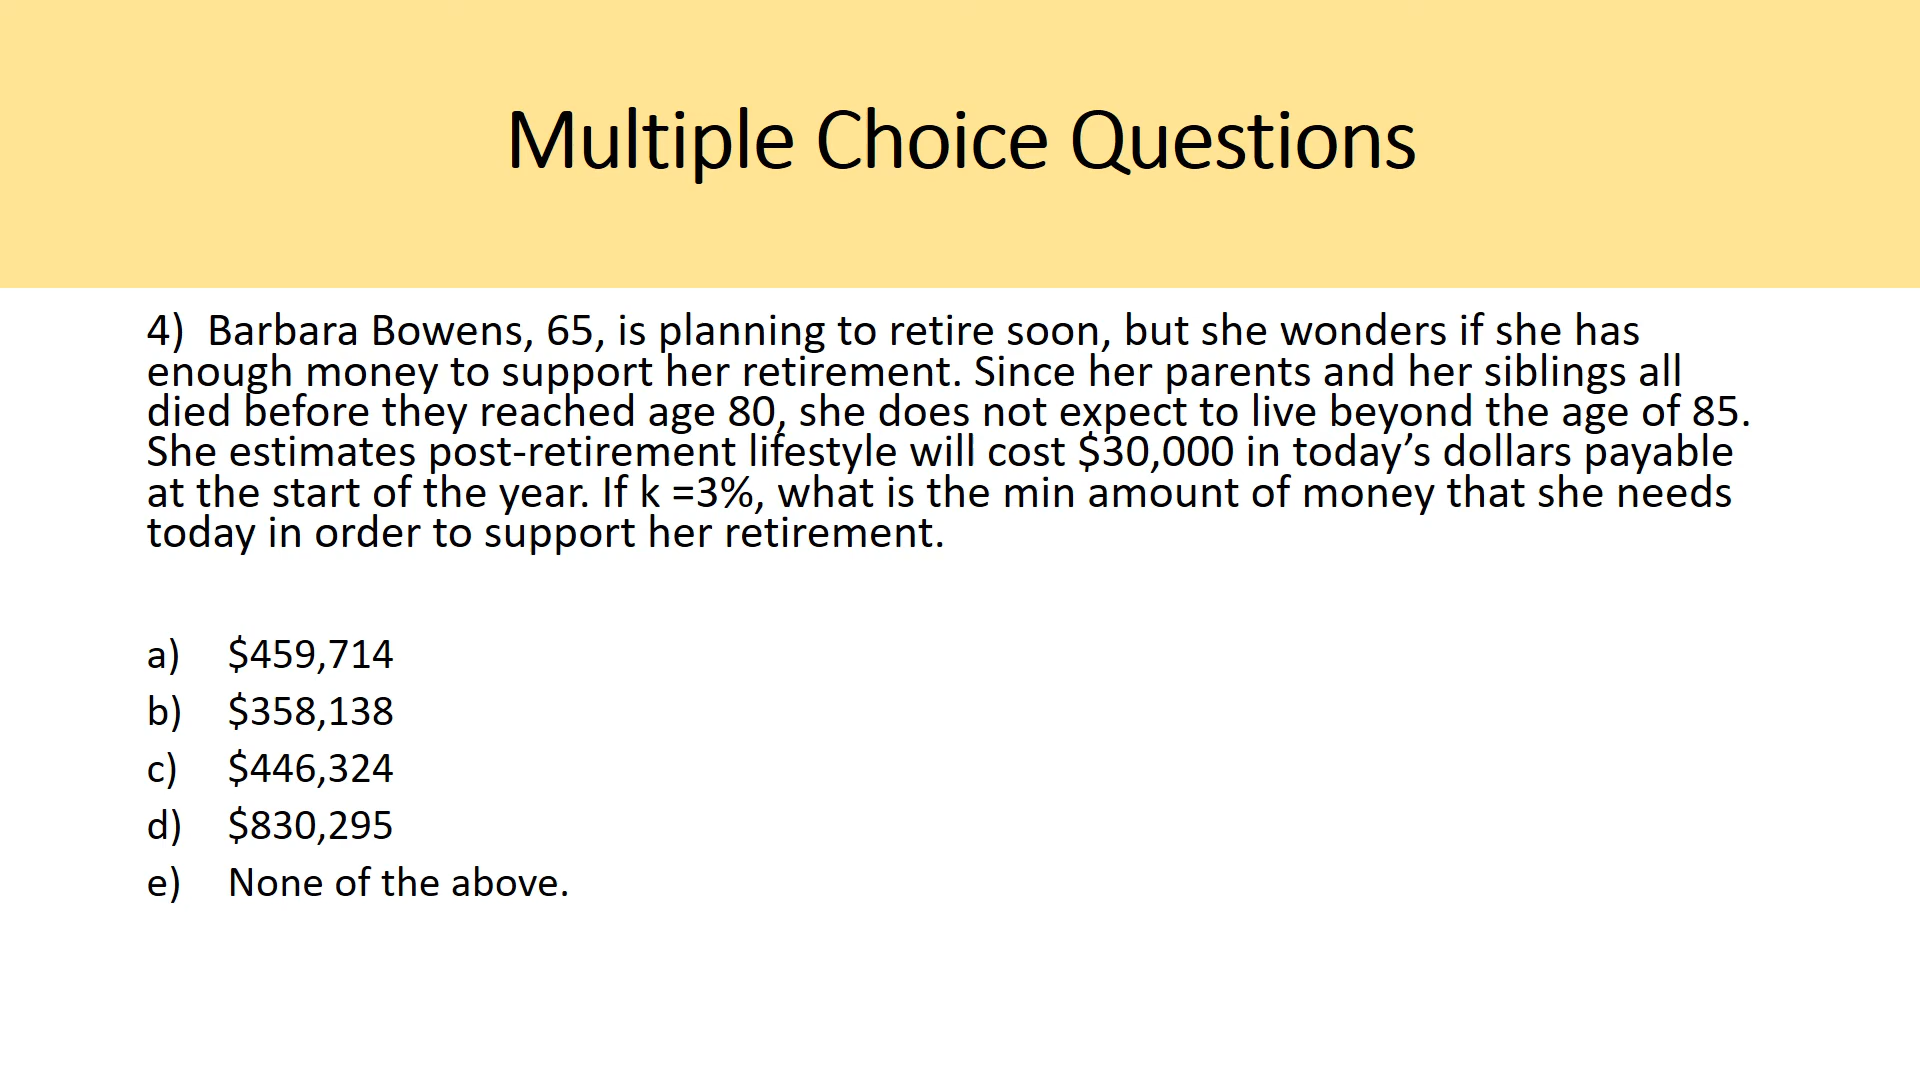 Multiple Choice Questions
4) Barbara Bowens, 65, is planning to retire soon, but she wonders if she has
enough money to support her retirement. Since her parents and her siblings all
died before they reached age 80, she does not expect to live beyond the age of 85.
She estimates post-retirement lifestyle will cost $30,000 in today’s dollars payable
at the start of the year. If k =3%, what is the min amount of money that she needs
today in order to support her retirement.
a) $459,714
b) $358,138
c) $446,324
d) $830,295
e) None of the above.